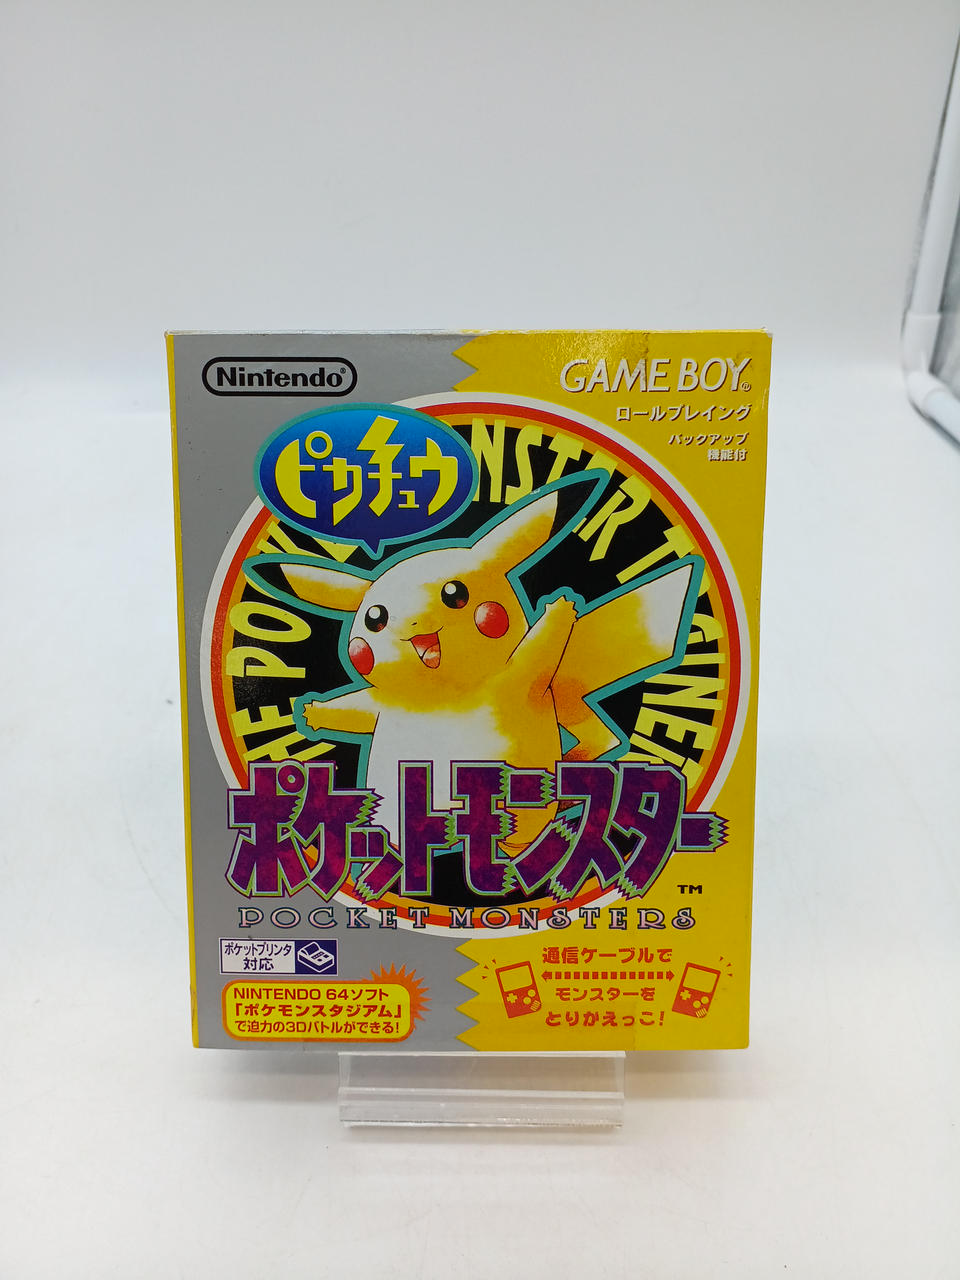 Nintendo®
GAME BOY®
ロールプレイング
バックアップ
機能付
ピカチュウ
ポケットモンスター
TM
POCKET MONSTERS
ポケットプリンタ
対応
NINTENDO 64ソフト
「ポケモンスタジアム」
で迫力の3Dバトルができる!
通信ケーブルで
モンスターを
とりかえっこ!